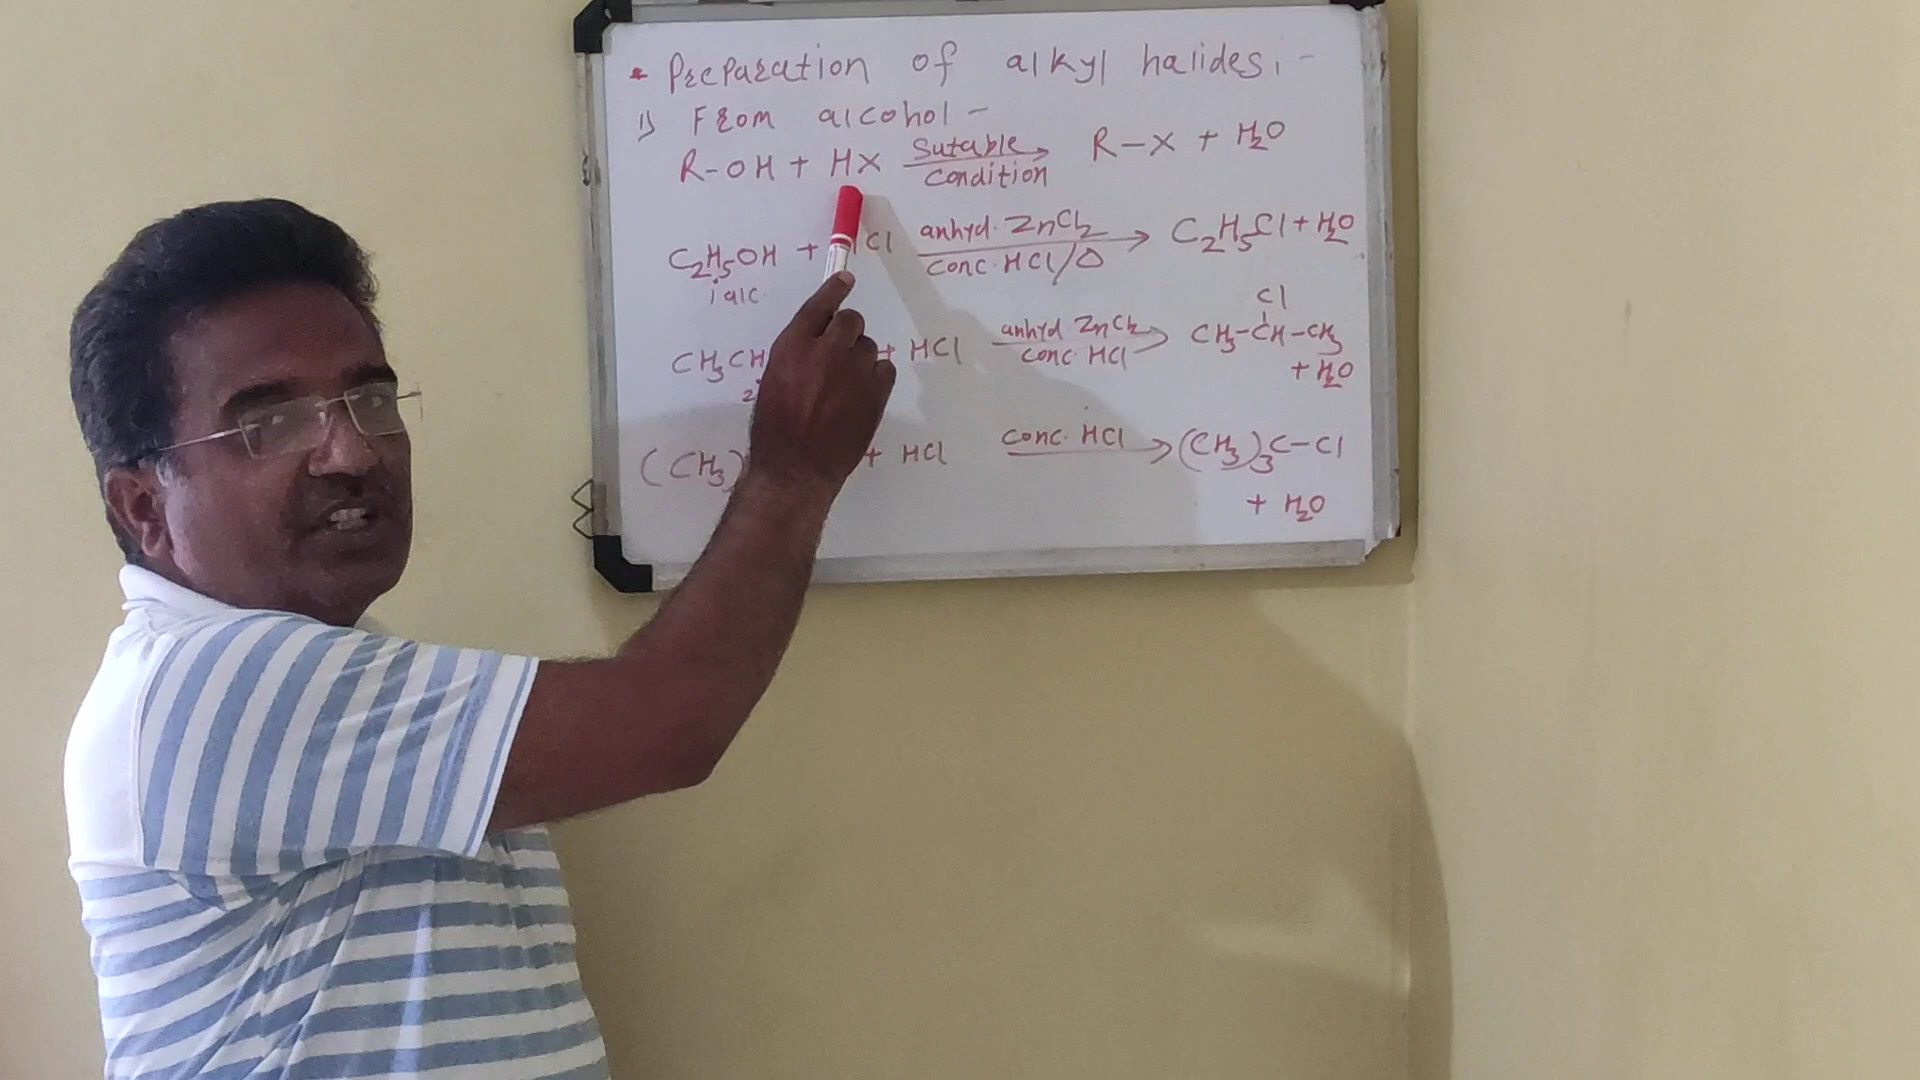 * Preparation of alkyl halides, -
1) From alcohol -
R-OH + HX Sutable condition → R-X + H2O
C2H5OH + HCl anhyd. ZnCl2 / conc. HCl/Δ → C2H5Cl + H2O
1° alc.
Cl
CH3CH + HCl anhyd ZnCl2 / conc. HCl → CH3-CH-CH3
+ H2O
(CH3) + HCl conc. HCl → (CH3)3C-Cl
+ H2O